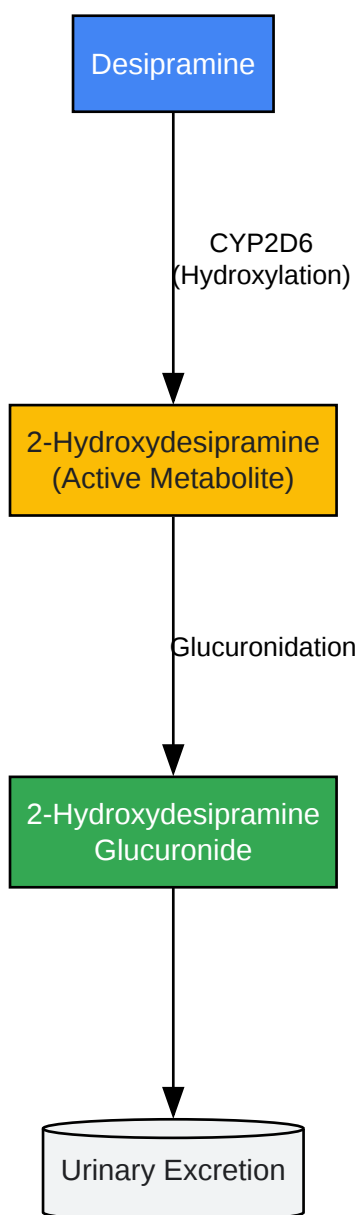 Desipramine
CYP2D6
(Hydroxylation)
2-Hydroxydesipramine
(Active Metabolite)
Glucuronidation
2-Hydroxydesipramine
Glucuronide
Urinary Excretion